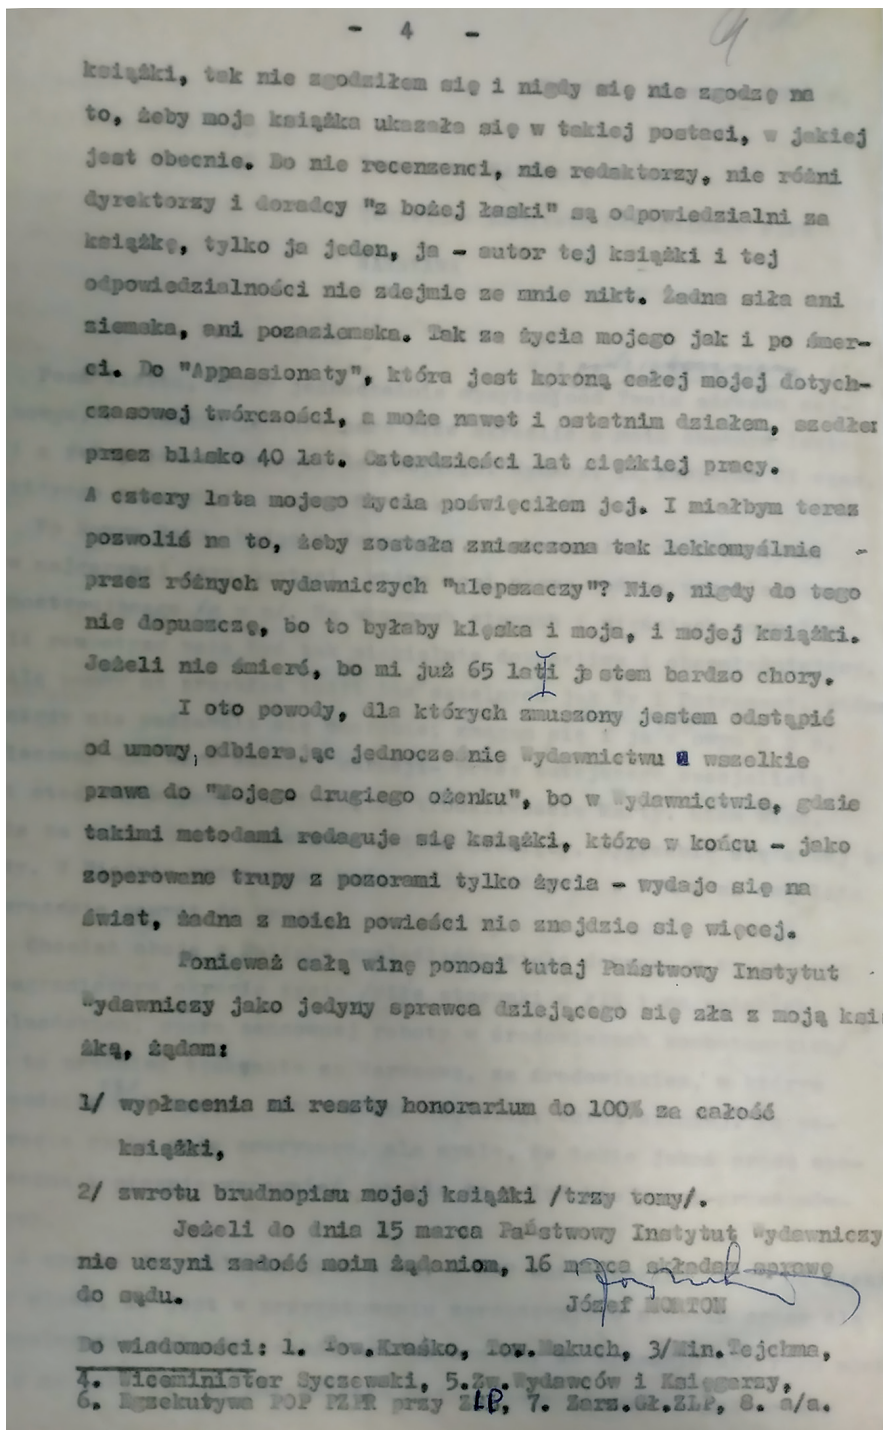 - 4 -
książki, tak nie zgodziłem się i nigdy się nie zgodzę na
to, żeby moja książka ukazała się w takiej postaci, w jakiej
jest obecnie. Bo nie recenzenci, nie redaktorzy, nie różni
dyrektorzy i doradcy "z bożej łaski" są odpowiedzialni za
książkę, tylko ja jeden, ja - autor tej książki i tej
odpowiedzialności nie zdejmie ze mnie nikt. Żadna siła ani
ziemska, ani pozaziemska. Tak za życia mojego jak i po śmier-
ci. Do "Appassionaty", która jest koroną całej mojej dotych-
czasowej twórczości, a może nawet i ostatnim dziełem, szedłem
przez blisko 40 lat. Czterdzieści lat ciężkiej pracy.
A cztery lata mojego życia poświęciłem jej. I miałbym teraz
pozwolić na to, żeby została zniszczona tak lekkomyślnie -
przez różnych wydawniczych "ulepszaczy"? Nie, nigdy do tego
nie dopuszczę, bo to byłaby klęska i moja, i mojej książki.
Jeżeli nie śmierć, bo mi już 65 lat i jestem bardzo chory.
I oto powody, dla których zmuszony jestem odstąpić
od umowy, odbierając jednocześnie Wydawnictwu wszelkie
prawa do "Mojego drugiego ożenku", bo w Wydawnictwie, gdzie
takimi metodami redaguje się książki, które w końcu - jako
zoperowane trupy z pozorami tylko życia - wydaje się na
świat, żadna z moich powieści nie znajdzie się więcej.
Ponieważ całą winę ponosi tutaj Państwowy Instytut
Wydawniczy jako jedyny sprawca dziejącego się zła z moją ksią
żką, żądam:
1/ wypłacenia mi reszty honorarium do 100% za całość
książki,
2/ zwrotu brudnopisu mojej książki /trzy tomy/.
Jeżeli do dnia 15 marca Państwowy Instytut Wydawniczy
nie uczyni zadość moim żądaniom, 16 marca składam sprawę
do sądu.
Józef MORTON
Do wiadomości: 1. Tow.Kraśko, Tow.Makuch, 3/Min.Tejchma,
4. Wiceminister Syczewski, 5.Zw.Wydawców i Księgarzy,
6. Egzekutywa POP PZPR przy ZLP, 7. Zarz.Gł.ZLP, 8. a/a.